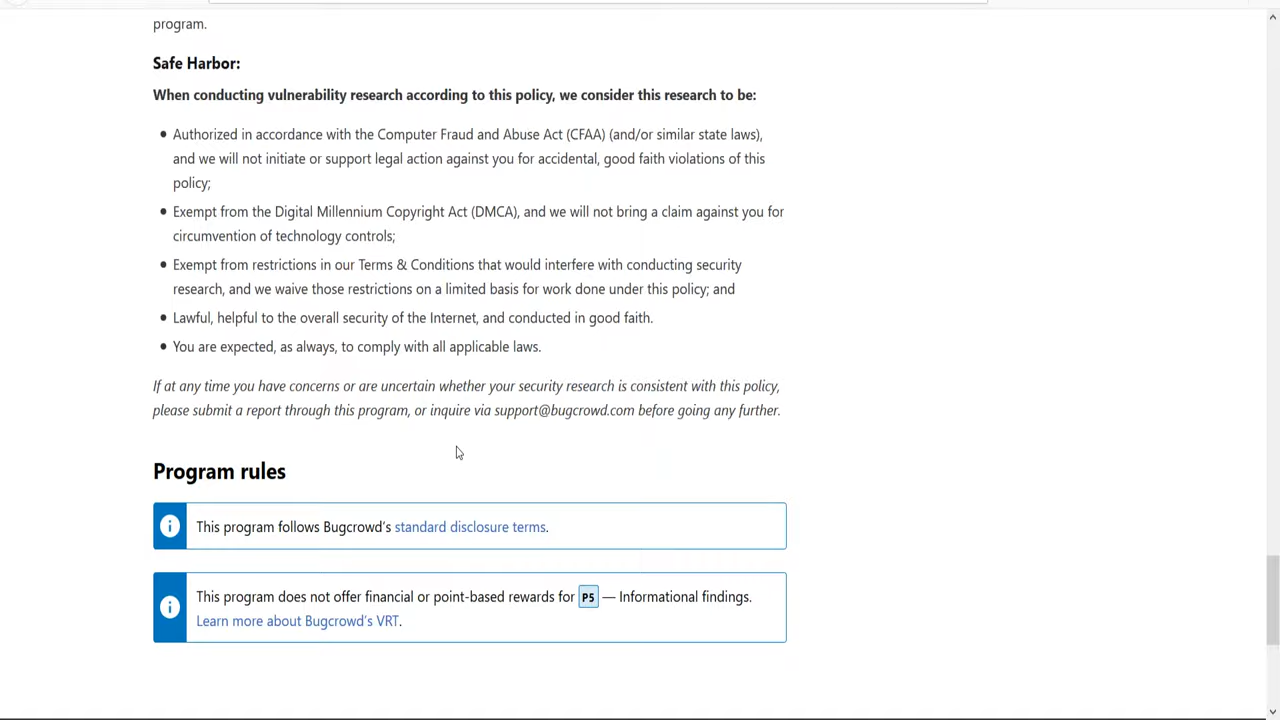 program.
Safe Harbor:
When conducting vulnerability research according to this policy, we consider this research to be:
• Authorized in accordance with the Computer Fraud and Abuse Act (CFAA) (and/or similar state laws),
and we will not initiate or support legal action against you for accidental, good faith violations of this
policy;
• Exempt from the Digital Millennium Copyright Act (DMCA), and we will not bring a claim against you for
circumvention of technology controls;
• Exempt from restrictions in our Terms & Conditions that would interfere with conducting security
research, and we waive those restrictions on a limited basis for work done under this policy; and
• Lawful, helpful to the overall security of the Internet, and conducted in good faith.
• You are expected, as always, to comply with all applicable laws.
If at any time you have concerns or are uncertain whether your security research is consistent with this policy,
please submit a report through this program, or inquire via support@bugcrowd.com before going any further.
Program rules
This program follows Bugcrowd’s standard disclosure terms.
This program does not offer financial or point-based rewards for P5 — Informational findings.
Learn more about Bugcrowd’s VRT.